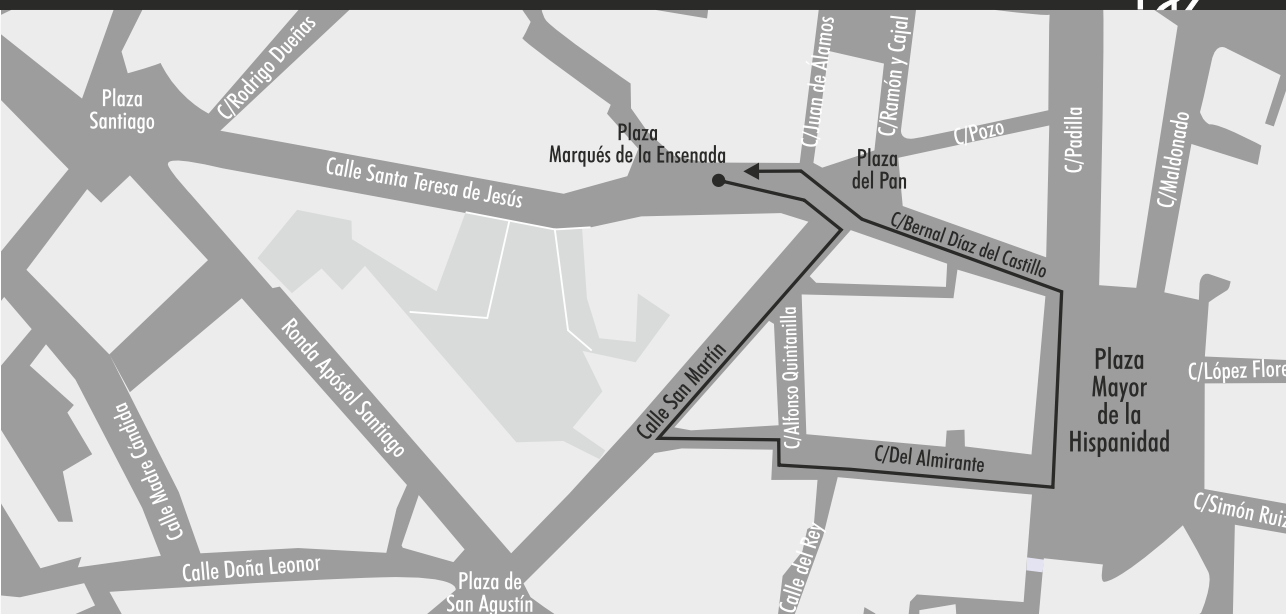 C/Rodrigo Dueñas
Plaza
Santiago
C/Juan de Álamos
C/Ramón y Cajal
Plaza
Marqués de la Ensenada
C/Pozo
C/Padilla
C/Maldonado
Plaza
del Pan
Calle Santa Teresa de Jesús
C/Bernal Díaz del Castillo
Ronda Apóstol Santiago
Calle San Martín
C/Alfonso Quintanilla
Plaza
Mayor
de la
Hispanidad
C/López Flore
Calle Madre Cándida
C/Del Almirante
C/Simón Ruiz
Calle del Rey
Calle Doña Leonor
Plaza de
San Agustín